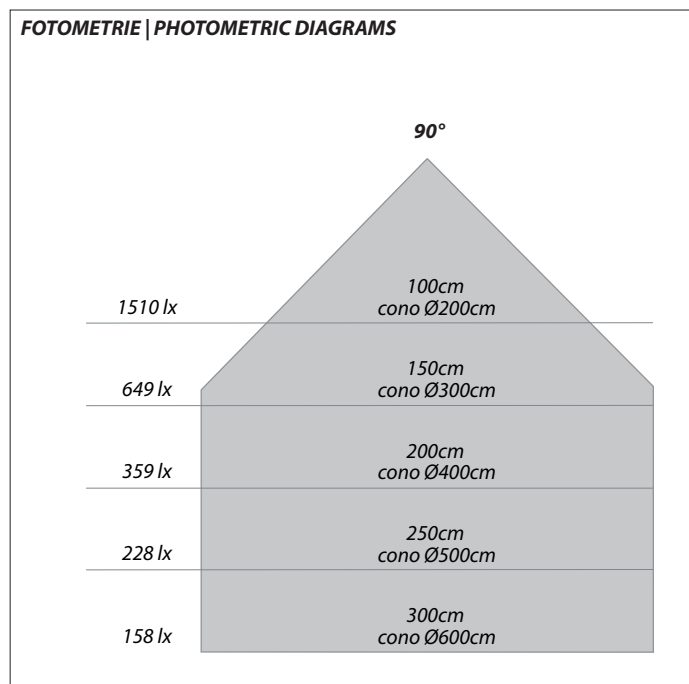 FOTOMETRIE | PHOTOMETRIC DIAGRAMS
90°
100cm
1510 lx
cono Ø200cm
150cm
649 lx
cono Ø300cm
200cm
359 lx
cono Ø400cm
250cm
228 lx
cono Ø500cm
300cm
158 lx
cono Ø600cm